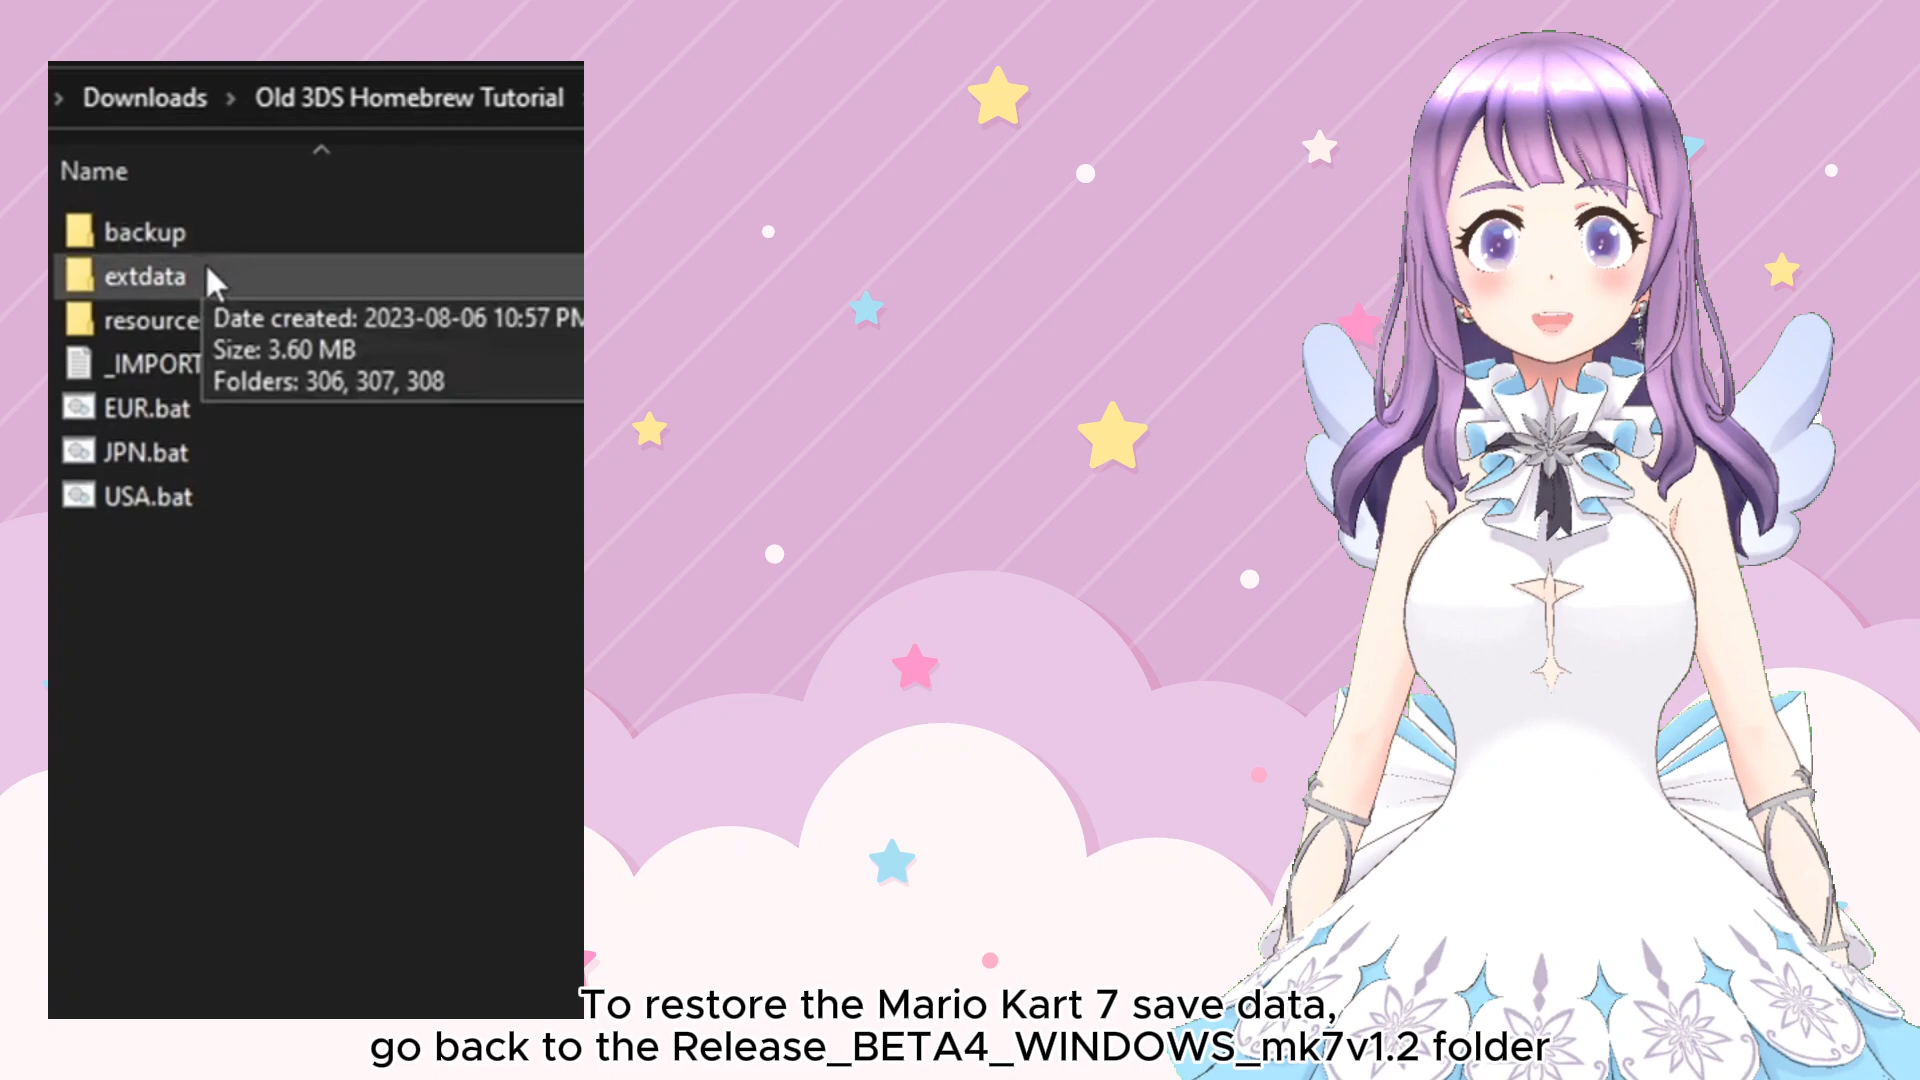 › Downloads › Old 3DS Homebrew Tutorial
Name
backup
extdata
resource
Date created: 2023-08-06 10:57 PM
Size: 3.60 MB
_IMPORT
Folders: 306, 307, 308
EUR.bat
JPN.bat
USA.bat
To restore the Mario Kart 7 save data,
go back to the Release_BETA4_WINDOWS_mk7v1.2 folder